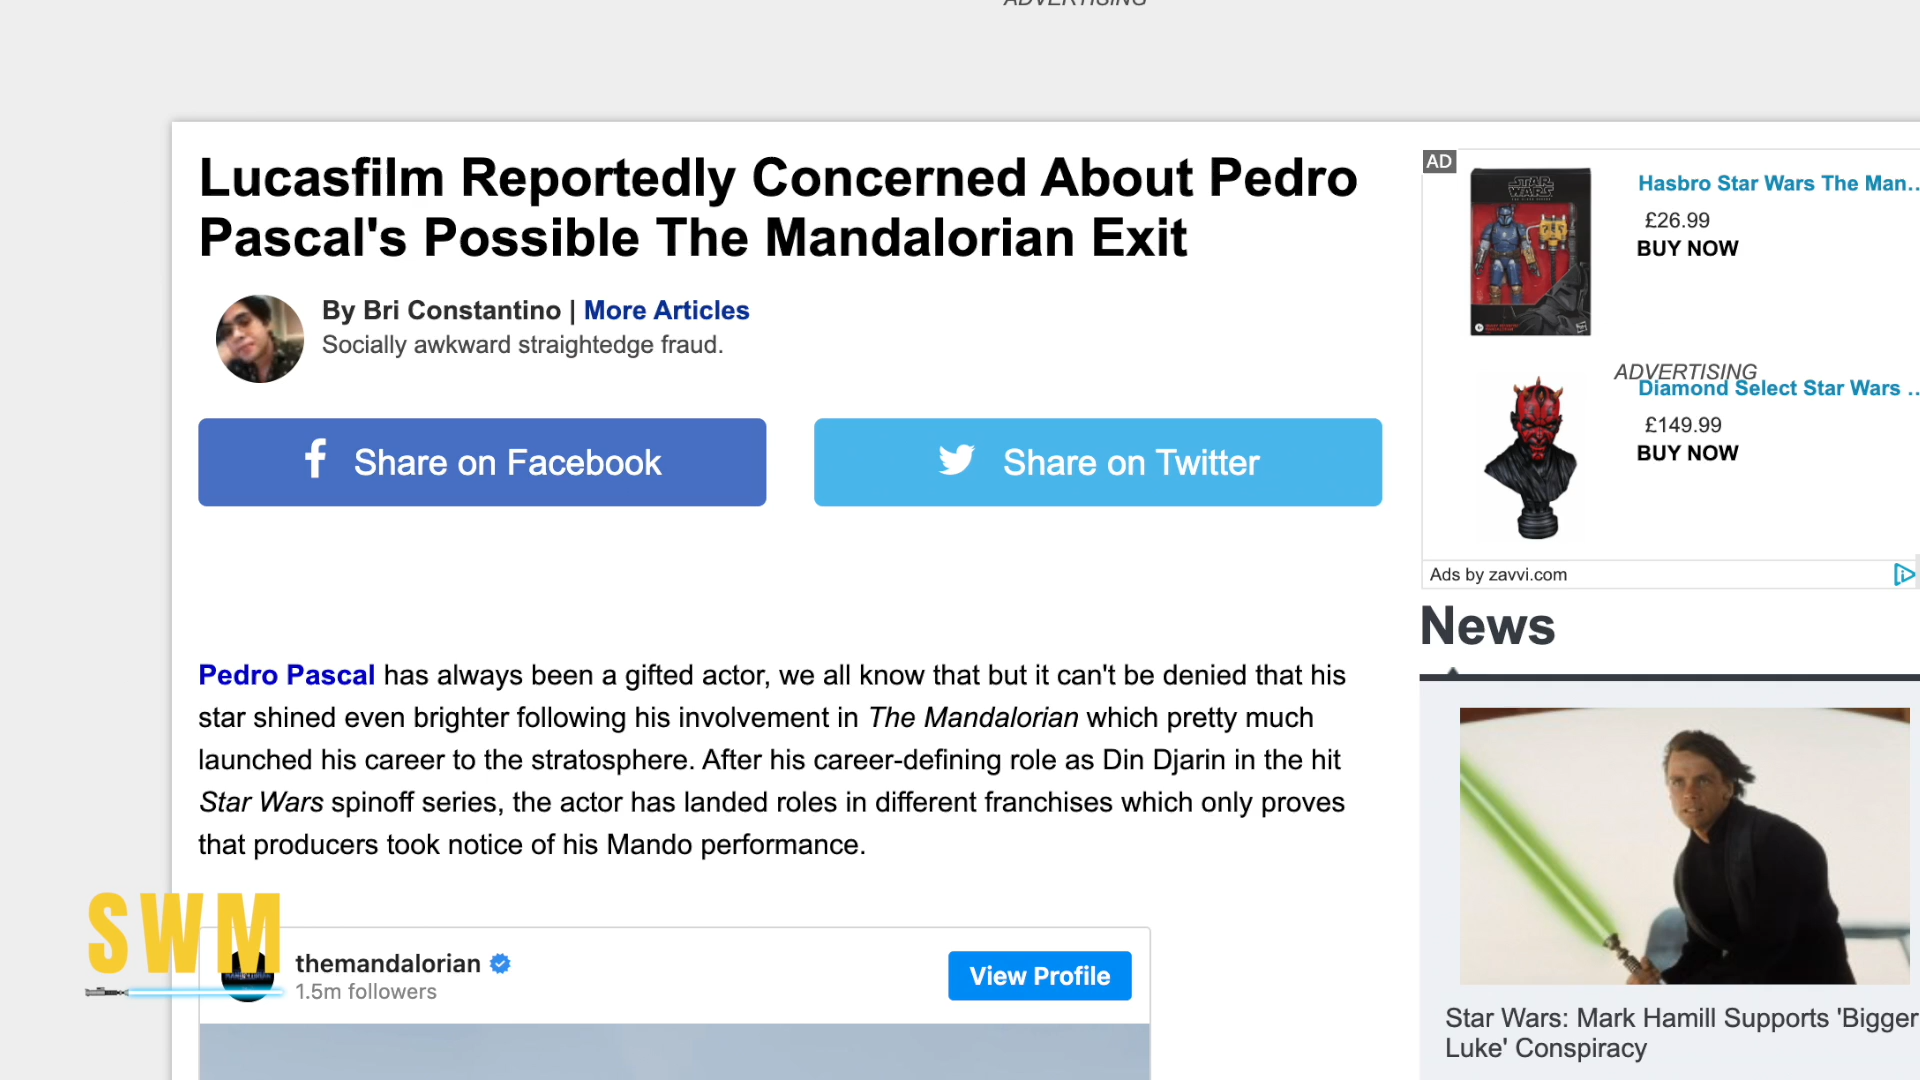 ADVERTISING
Lucasfilm Reportedly Concerned About Pedro
Pascal's Possible The Mandalorian Exit
By Bri Constantino | More Articles
Socially awkward straightedge fraud.
Share on Facebook
Share on Twitter
Pedro Pascal has always been a gifted actor, we all know that but it can't be denied that his
star shined even brighter following his involvement in The Mandalorian which pretty much
launched his career to the stratosphere. After his career-defining role as Din Djarin in the hit
Star Wars spinoff series, the actor has landed roles in different franchises which only proves
that producers took notice of his Mando performance.
SWM
themandalorian
1.5m followers
View Profile
AD
STAR
WARS
Hasbro Star Wars The Man...
£26.99
BUY NOW
ADVERTISING
Diamond Select Star Wars ...
£149.99
BUY NOW
Ads by zavvi.com
News
Star Wars: Mark Hamill Supports 'Bigger
Luke' Conspiracy